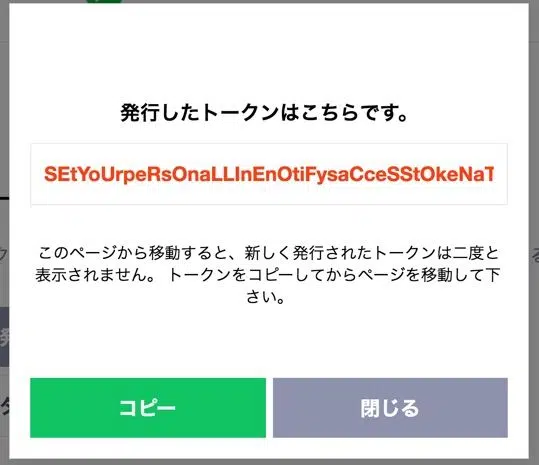 発行したトークンはこちらです。
SEtYoUrpeRsOnaLLInEnOtiFysaCceSStOkeNaT
このページから移動すると、新しく発行されたトークンは二度と
表示されません。 トークンをコピーしてからページを移動して下
さい。
コピー
閉じる